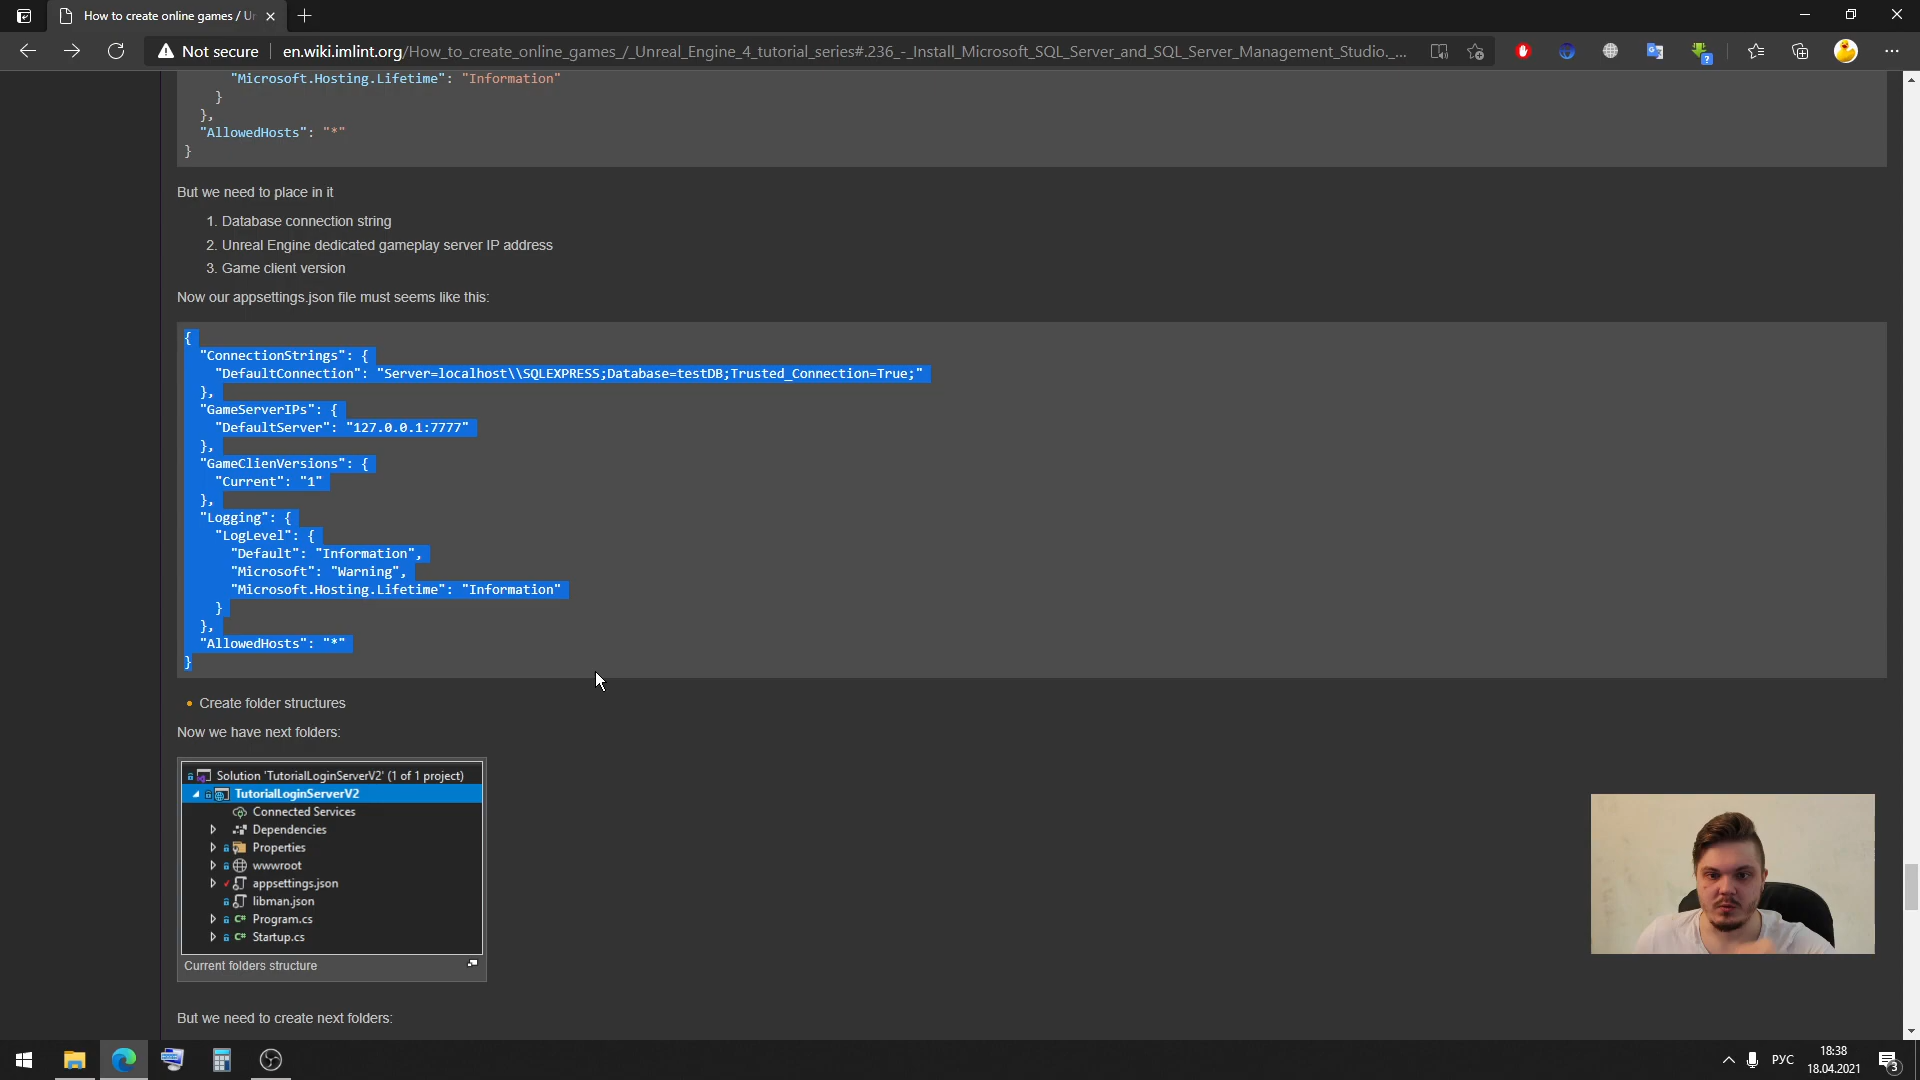 How to create online games / Un
Not secure
en.wiki.imlint.org/How_to_create_online_games_/_Unreal_Engine_4_tutorial_series#.236_-_Install_Microsoft_SQL_Server_and_SQL_Server_Management_Studio._...
"Microsoft.Hosting.Lifetime": "Information"
}
},
"AllowedHosts": "*"
}
But we need to place in it
1. Database connection string
2. Unreal Engine dedicated gameplay server IP address
3. Game client version
Now our appsettings.json file must seems like this:
{
"ConnectionStrings": {
"DefaultConnection": "Server=localhost\\SQLEXPRESS;Database=testDB;Trusted_Connection=True;"
},
"GameServerIPs": {
"DefaultServer": "127.0.0.1:7777"
},
"GameClienVersions": {
"Current": "1"
},
"Logging": {
"LogLevel": {
"Default": "Information",
"Microsoft": "Warning",
"Microsoft.Hosting.Lifetime": "Information"
}
},
"AllowedHosts": "*"
}
• Create folder structures
Now we have next folders:
Solution 'TutorialLoginServerV2' (1 of 1 project)
TutorialLoginServerV2
Connected Services
Dependencies
Properties
wwwroot
appsettings.json
libman.json
C# Program.cs
C# Startup.cs
Current folders structure
But we need to create next folders:
РУС
18:38
18.04.2021
3